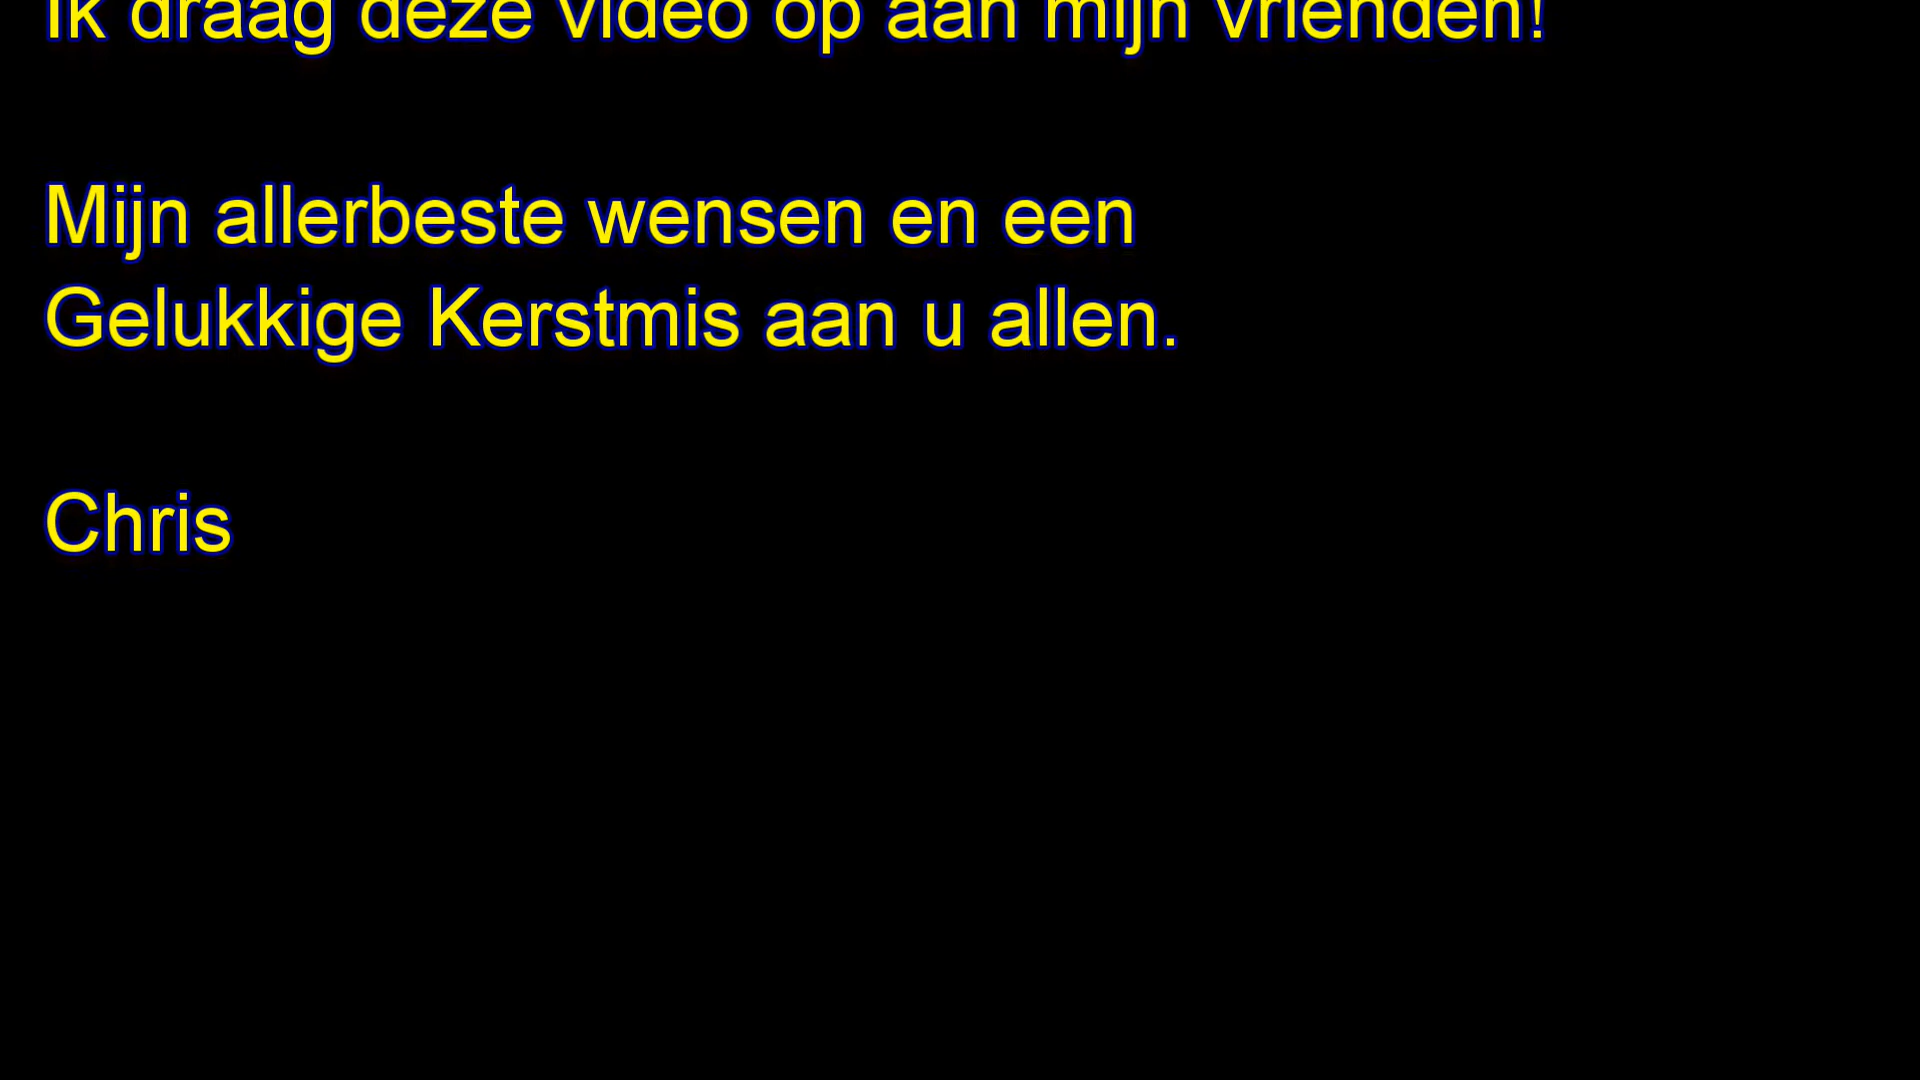 Ik draag deze video op aan mijn vrienden!
Mijn allerbeste wensen en een
Gelukkige Kerstmis aan u allen.
Chris